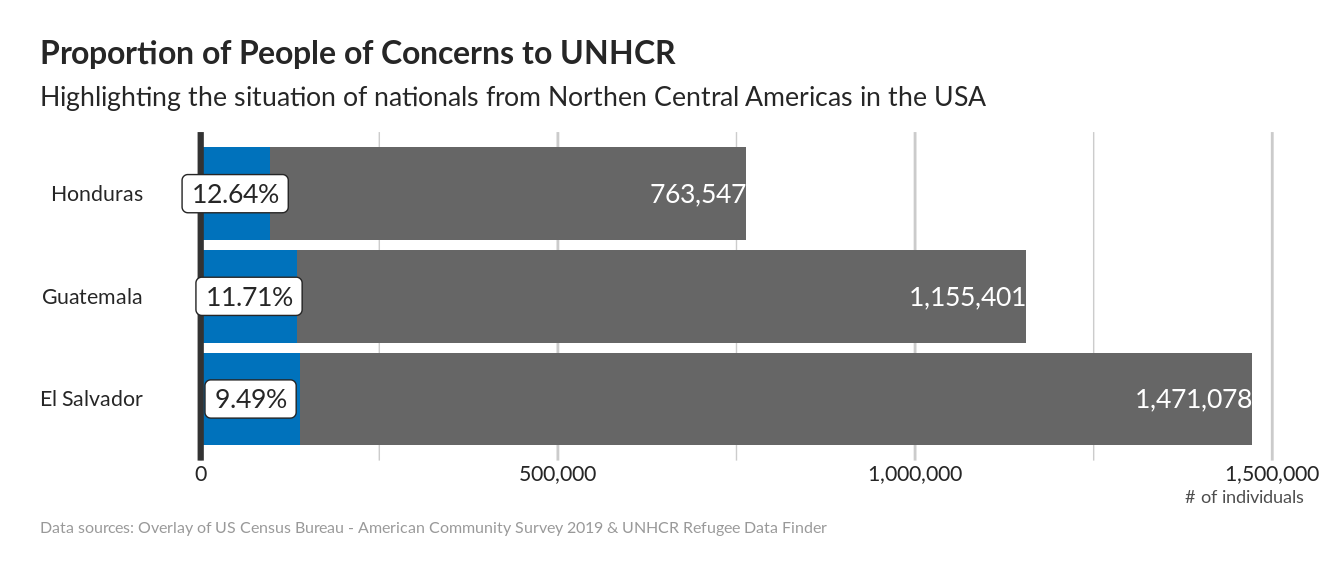 Proportion of People of Concerns to UNHCR
Highlighting the situation of nationals from Northen Central Americas in the USA
Honduras
12.64%
763,547
Guatemala
11.71%
1,155,401
El Salvador
9.49%
1,471,078
0
500,000
1,000,000
1,500,000
# of individuals
Data sources: Overlay of US Census Bureau - American Community Survey 2019 & UNHCR Refugee Data Finder